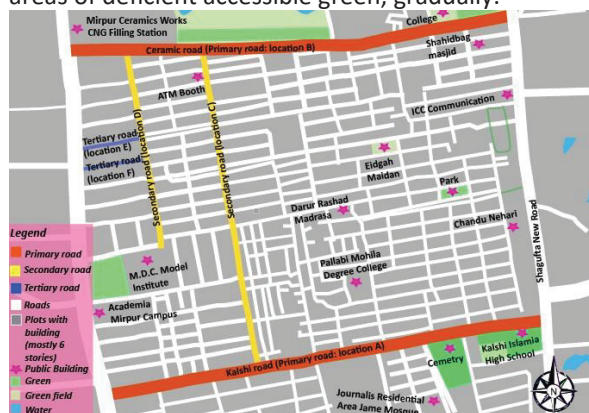 areas of deficient accessible green, gradually.
Mirpur Ceramics Works
CNG Filling Station
College
Ceramic road (Primary road: location B)
Shahidbag
masjid
ATM Booth
ICC Communication
Secondary road (location D)
Secondary road (location C)
Tertiary road
(location E)
Tertiary road
(location F)
Eidgah
Maidan
Park
Darur Rashad
Madrasa
Chandu Nehari
Shagufta New Road
Pallabi Mohila
Degree College
M.D.C. Model
Institute
Academia
Mirpur Campus
Kalshi road (Primary road: location A)
Cemetry
Kalshi Islamia
High School
Journalis Residential
Area Jame Mosque
Legend
Primary road
Secondary road
Tertiary road
Roads
Plots with
building
(mostly 6
stories)
Public Building
Green
Green field
Water
N